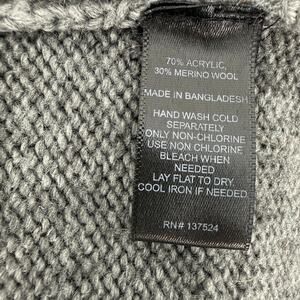 70% ACRYLIC,
30% MERINO WOOL
MADE IN BANGLADESH
HAND WASH COLD
SEPARATELY
ONLY NON-CHLORINE
USE NON CHLORINE
BLEACH WHEN
NEEDED
LAY FLAT TO DRY
COOL IRON IF NEEDED.
RN# 137524